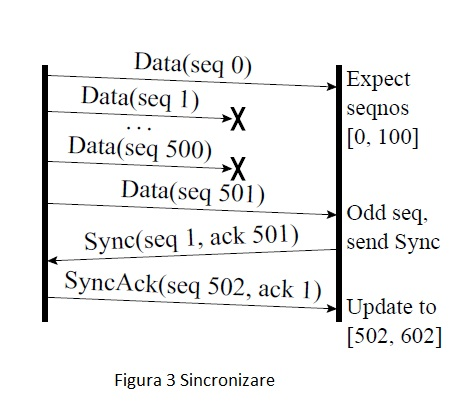 Data(seq 0)
Expect
seqnos
[0, 100]
Data(seq 1)
X
...
Data(seq 500)
X
Data(seq 501)
Odd seq,
send Sync
Sync(seq 1, ack 501)
SyncAck(seq 502, ack 1)
Update to
[502, 602]
Figura 3 Sincronizare